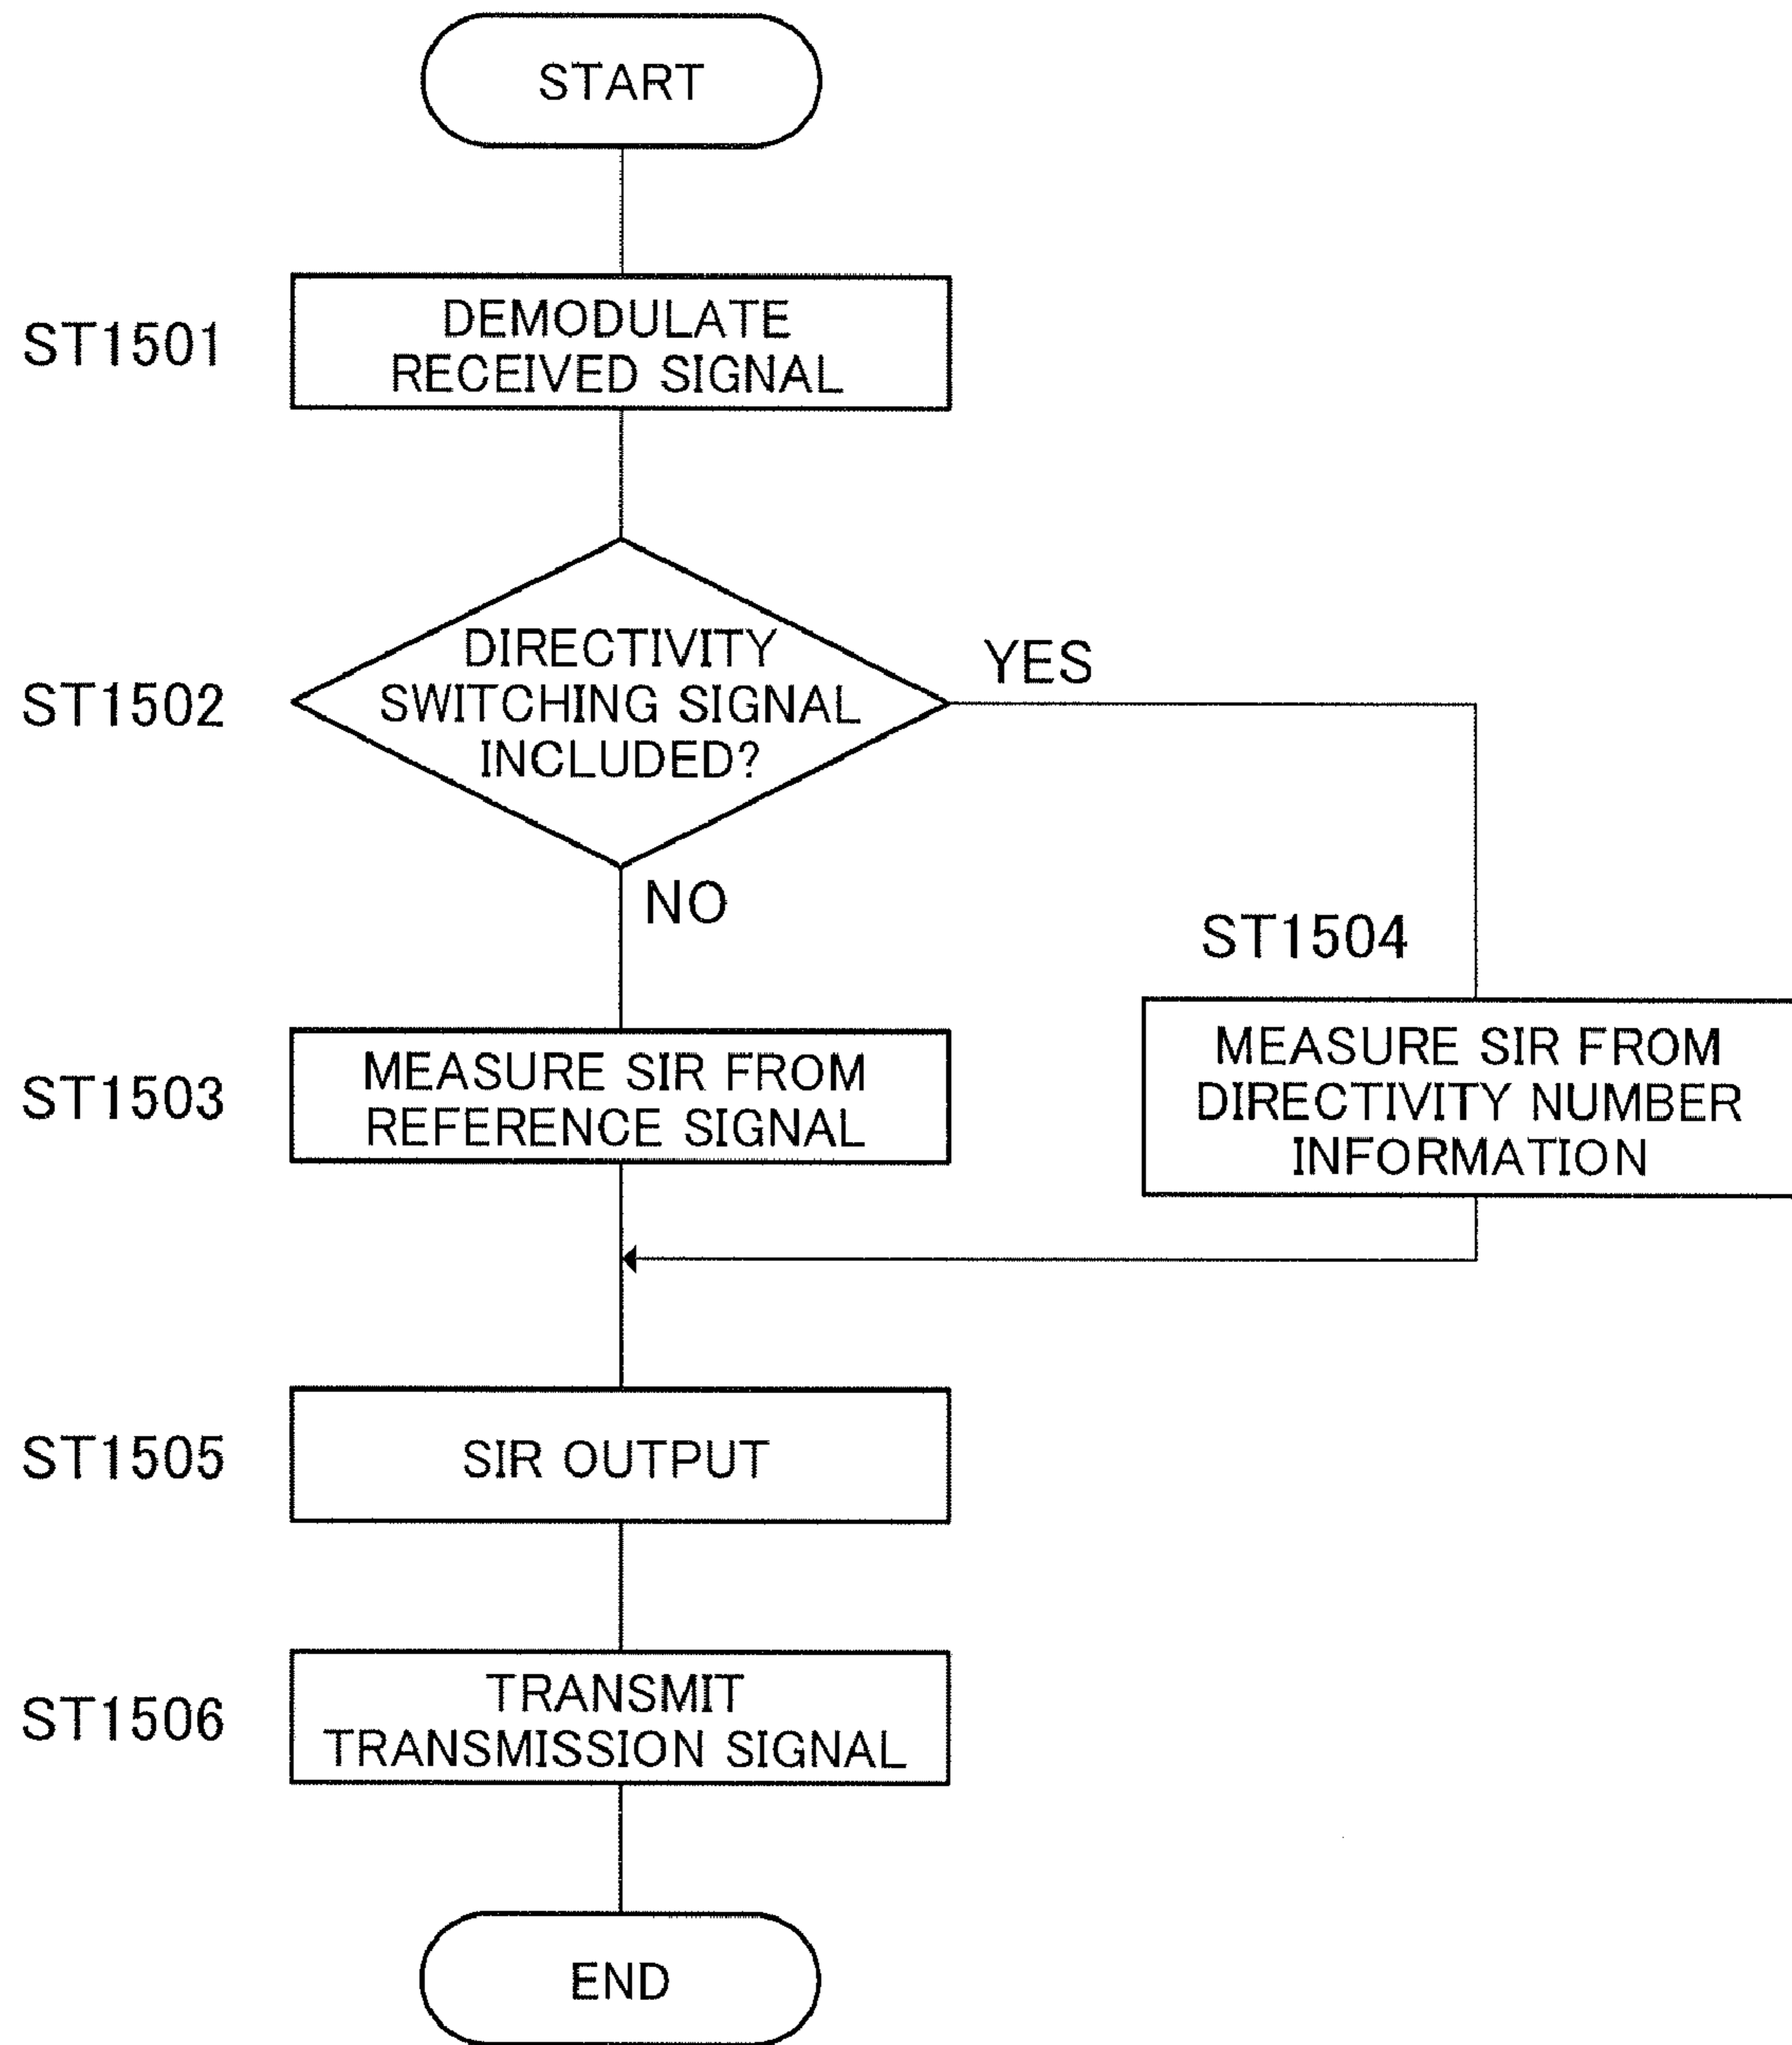 START
ST1501
DEMODULATE
RECEIVED SIGNAL
ST1502
DIRECTIVITY
SWITCHING SIGNAL
INCLUDED?
YES
NO
ST1503
MEASURE SIR FROM
REFERENCE SIGNAL
ST1504
MEASURE SIR FROM
DIRECTIVITY NUMBER
INFORMATION
ST1505
SIR OUTPUT
ST1506
TRANSMIT
TRANSMISSION SIGNAL
END